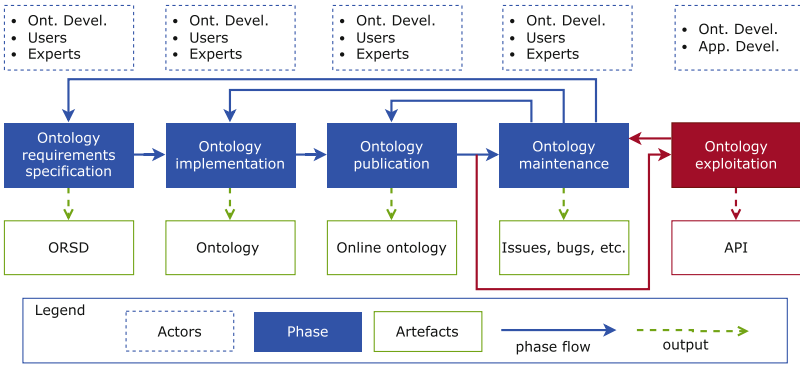 • Ont. Devel.
• Users
• Experts
• Ont. Devel.
• Users
• Experts
• Ont. Devel.
• Users
• Experts
• Ont. Devel.
• Users
• Experts
• Ont. Devel.
• App. Devel.
Ontology
requirements
specification
Ontology
implementation
Ontology
publication
Ontology
maintenance
Ontology
exploitation
ORSD
Ontology
Online ontology
Issues, bugs, etc.
API
Legend
Actors
Phase
Artefacts
phase flow
output